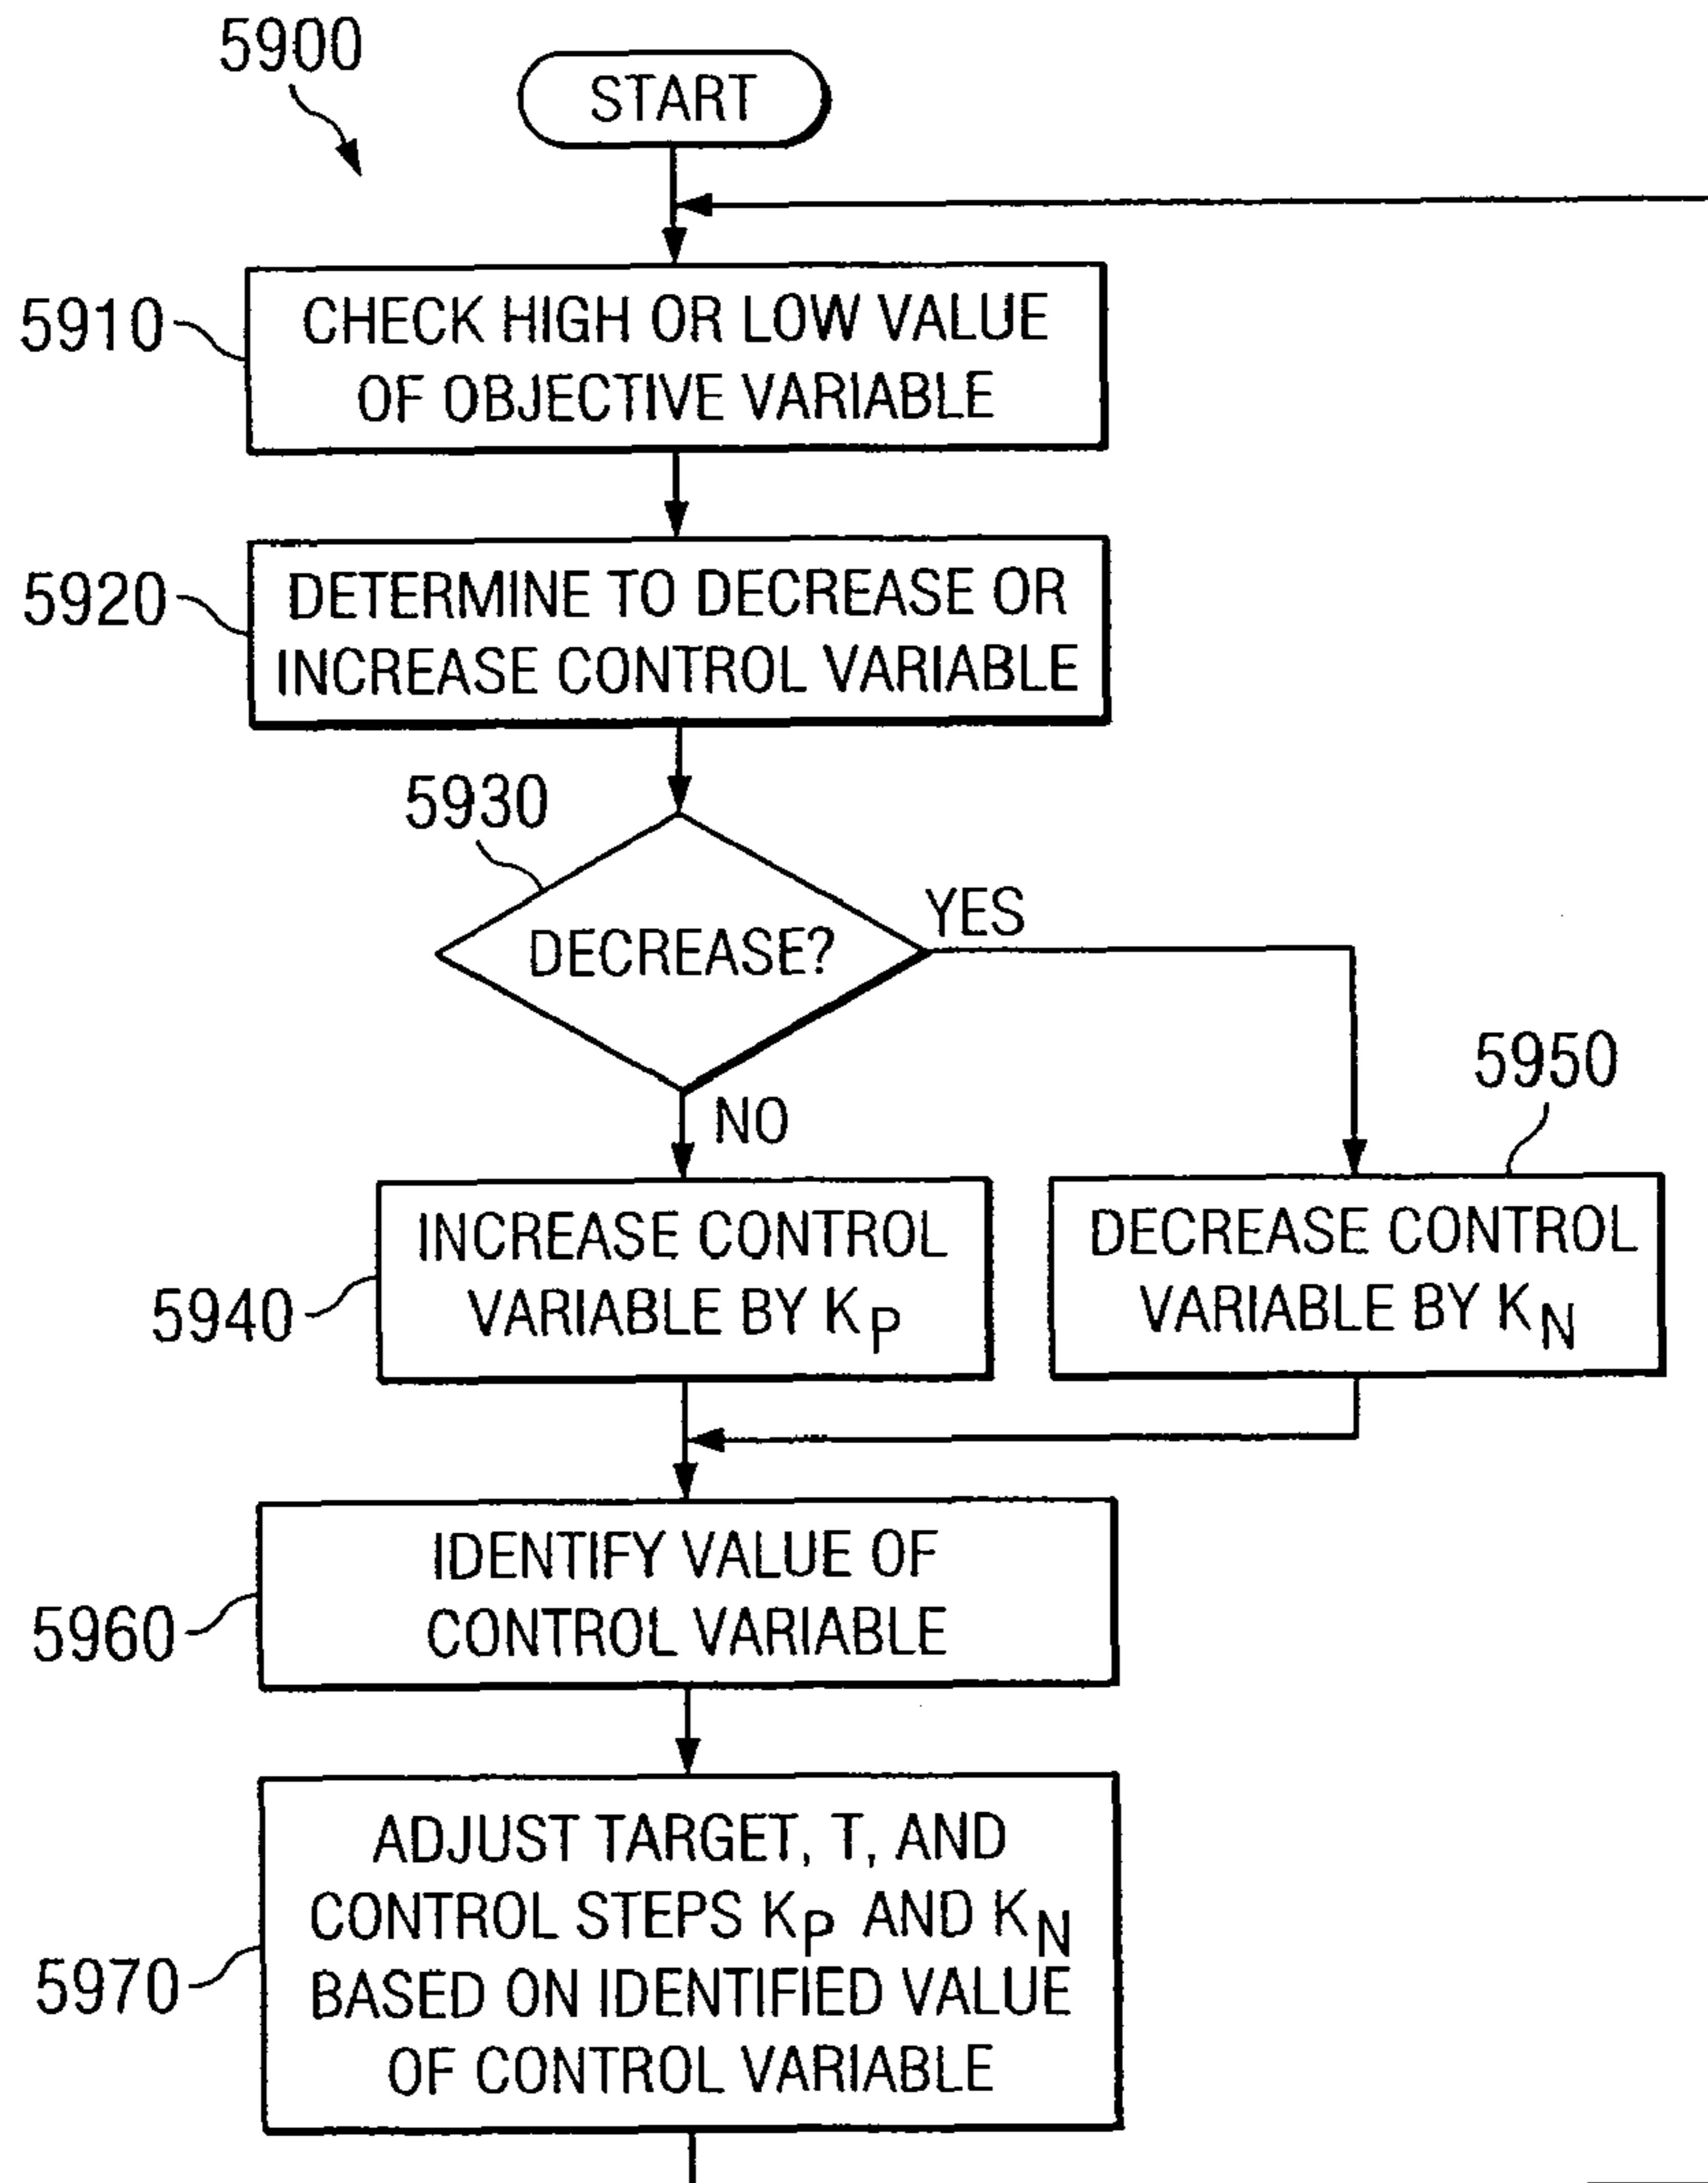 5900
START
5910
CHECK HIGH OR LOW VALUE
OF OBJECTIVE VARIABLE
5920
DETERMINE TO DECREASE OR
INCREASE CONTROL VARIABLE
5930
DECREASE?
YES
NO
5940
INCREASE CONTROL
VARIABLE BY KP
5950
DECREASE CONTROL
VARIABLE BY KN
5960
IDENTIFY VALUE OF
CONTROL VARIABLE
5970
ADJUST TARGET, T, AND
CONTROL STEPS KP AND KN
BASED ON IDENTIFIED VALUE
OF CONTROL VARIABLE